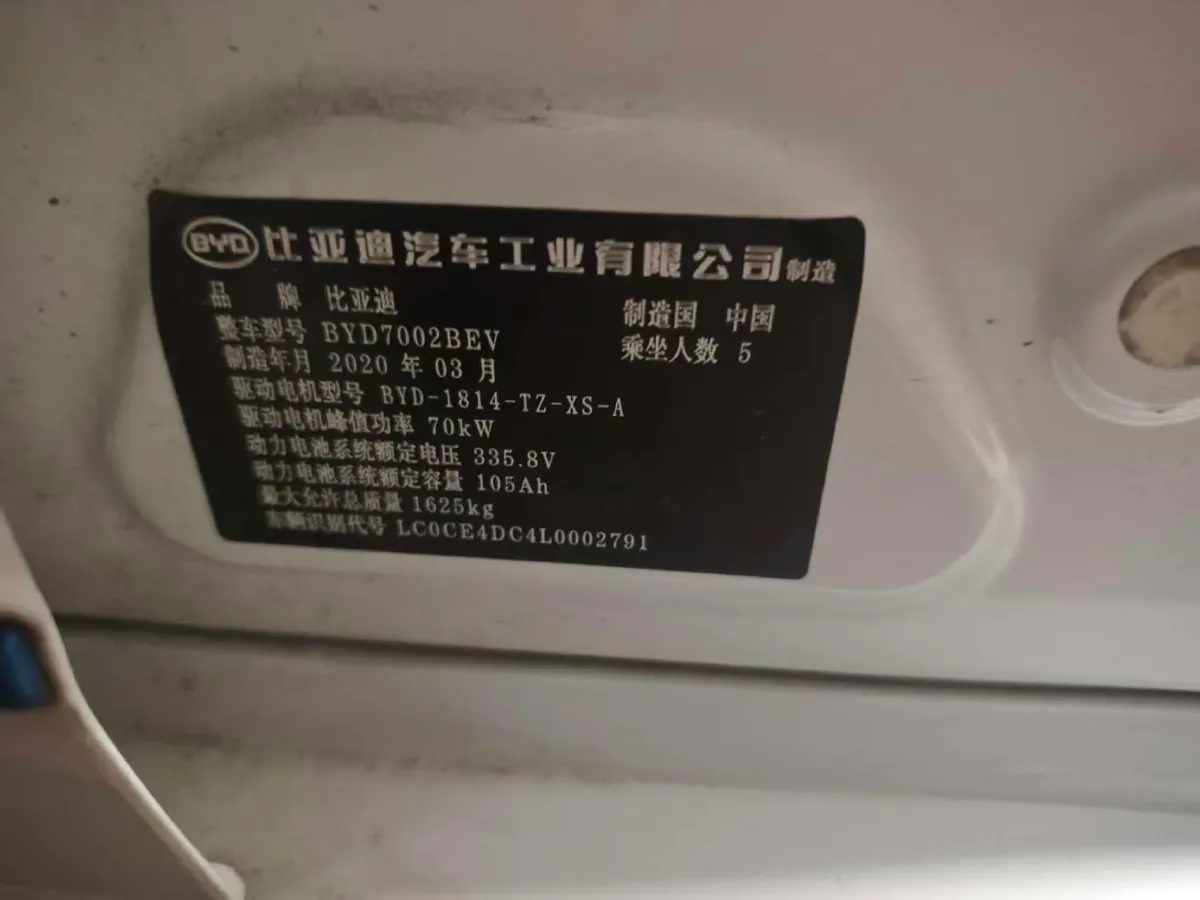 BYD 比亚迪汽车工业有限公司制造
品 牌 比亚迪 制造国 中国
整车型号 BYD7002BEV 乘坐人数 5
制造年月 2020 年 03 月
驱动电机型号 BYD-1814-TZ-XS-A
驱动电机峰值功率 70kW
动力电池系统额定电压 335.8V
动力电池系统额定容量 105Ah
最大允许总质量 1625kg
车辆识别代号 LC0CE4DC4L0002791